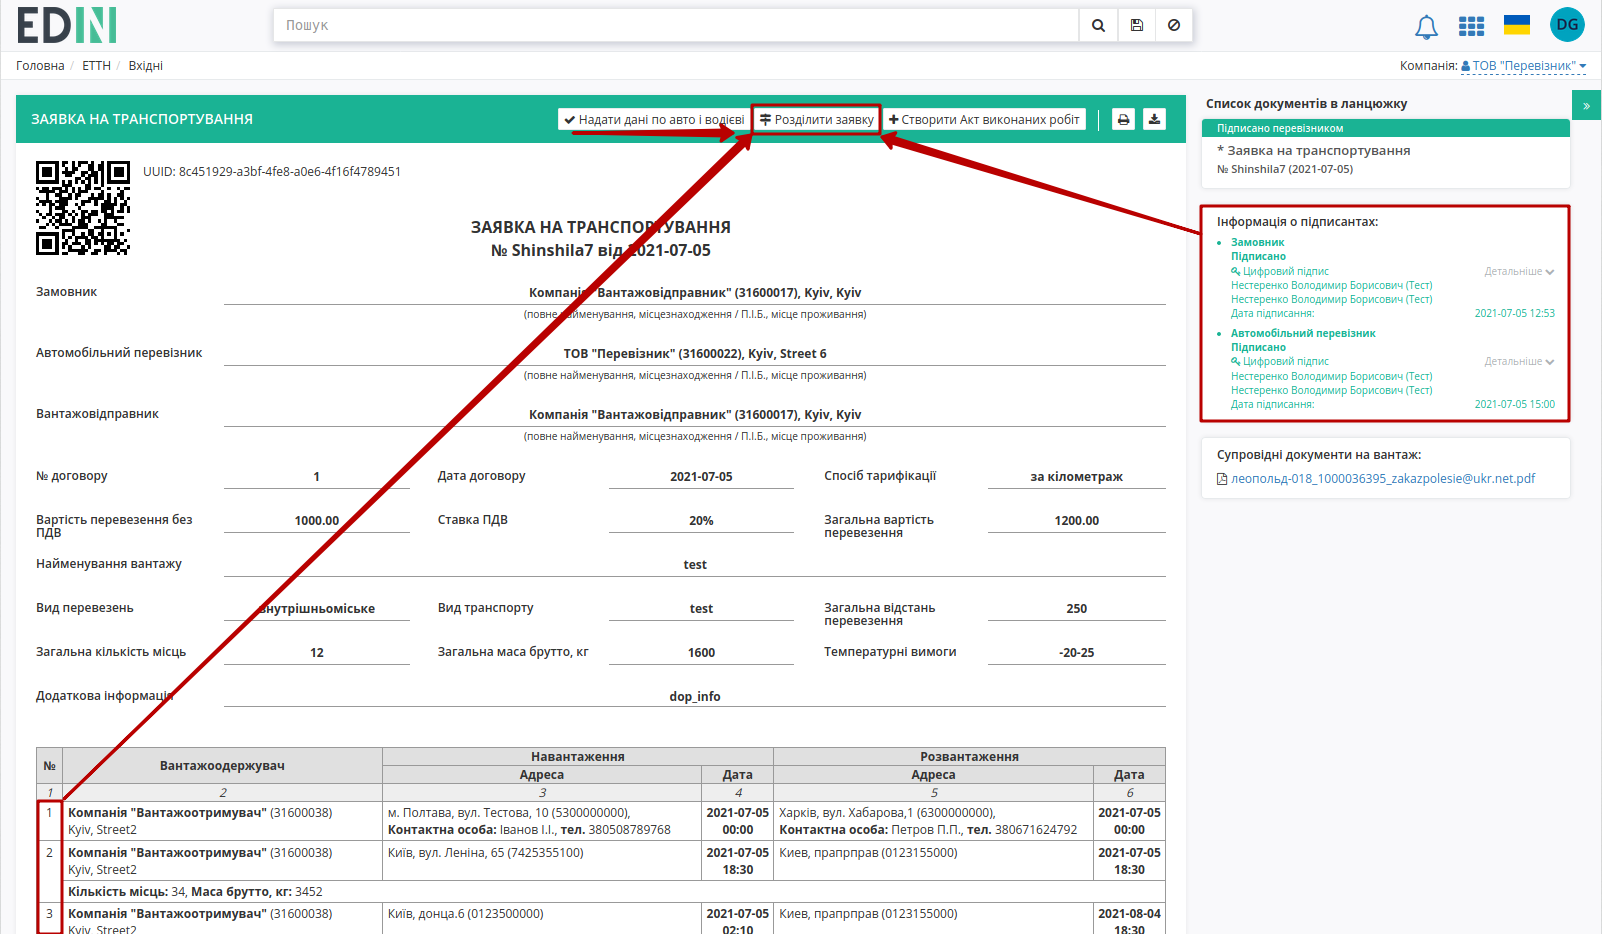 EDIN
Пошук
DG
Головна / ЕТТН / Вхідні
Компанія: ТОВ "Перевізник"
ЗАЯВКА НА ТРАНСПОРТУВАННЯ
Надати дані по авто і водієві
Розділити заявку
Створити Акт виконаних робіт
UUID: 8c451929-a3bf-4fe8-a0e6-4f16f4789451
ЗАЯВКА НА ТРАНСПОРТУВАННЯ
№ Shinshila7 від 2021-07-05
Замовник
Компанія "Вантажовідправник" (31600017), Kyiv, Kyiv
(повне найменування, місцезнаходження / П.І.Б., місце проживання)
Автомобільний перевізник
ТОВ "Перевізник" (31600022), Kyiv, Street 6
(повне найменування, місцезнаходження / П.І.Б., місце проживання)
Вантажовідправник
Компанія "Вантажовідправник" (31600017), Kyiv, Kyiv
(повне найменування, місцезнаходження / П.І.Б., місце проживання)
№ договору 1 Дата договору 2021-07-05 Спосіб тарифікації за кілометраж
Вартість перевезення без ПДВ 1000.00 Ставка ПДВ 20% Загальна вартість перевезення 1200.00
Найменування вантажу test
Вид перевезень внутрішньоміське Вид транспорту test Загальна відстань перевезення 250
Загальна кількість місць 12 Загальна маса брутто, кг 1600 Температурні вимоги -20-25
Додаткова інформація dop_info
№ Вантажоодержувач Навантаження Розвантаження
Адреса Дата Адреса Дата
1 2 3 4 5 6
1 Компанія "Вантажоотримувач" (31600038) м. Полтава, вул. Тестова, 10 (5300000000), 2021-07-05 Харків, вул. Хабарова,1 (6300000000), 2021-07-05
Kyiv, Street2 Контактна особа: Іванов І.І., тел. 380508789768 00:00 Контактна особа: Петров П.П., тел. 380671624792 00:00
2 Компанія "Вантажоотримувач" (31600038) Київ, вул. Леніна, 65 (7425355100) 2021-07-05 Киев, прапрправ (0123155000) 2021-07-05
Kyiv, Street2 18:30 18:30
Кількість місць: 34, Маса брутто, кг: 3452
3 Компанія "Вантажоотримувач" (31600038) Київ, донца.6 (0123500000) 2021-07-05 Киев, прапрправ (0123155000) 2021-08-04
Kyiv, Street2 02:10 18:30
Список документів в ланцюжку
»
Підписано перевізником
* Заявка на транспортування
№ Shinshila7 (2021-07-05)
Інформація о підписантах:
Замовник
Підписано
Цифровий підпис Детальніше
Нестеренко Володимир Борисович (Тест)
Нестеренко Володимир Борисович (Тест)
Дата підписання: 2021-07-05 12:53
Автомобільний перевізник
Підписано
Цифровий підпис Детальніше
Нестеренко Володимир Борисович (Тест)
Нестеренко Володимир Борисович (Тест)
Дата підписання: 2021-07-05 15:00
Супровідні документи на вантаж:
леопольд-018_1000036395_zakazpolesie@ukr.net.pdf